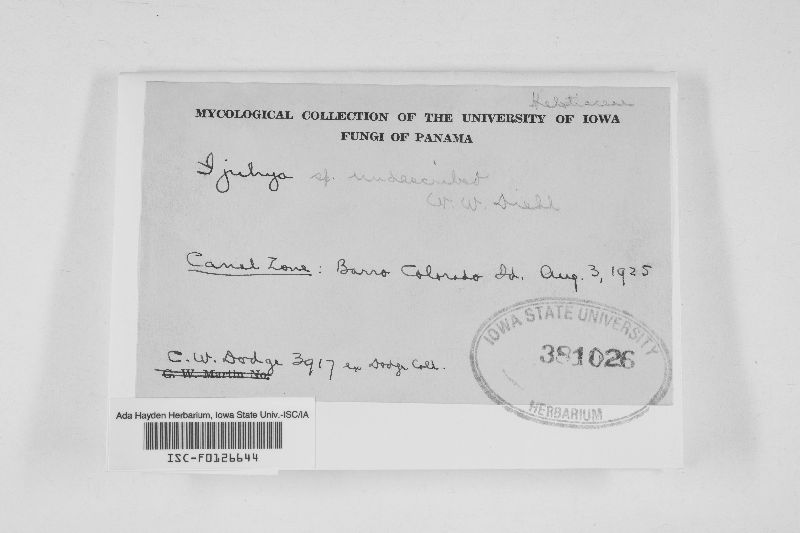 Helotiaceae
MYCOLOGICAL COLLECTION OF THE UNIVERSITY OF IOWA
FUNGI OF PANAMA
Ijuhya sp. undescribed
W. W. Diehl
Canal Zone: Barro Colorado Id. Aug. 3, 1925
C. W. Dodge 3917 ex Dodge Coll.
G. W. Martin No.
IOWA STATE UNIVERSITY
381026
HERBARIUM
Ada Hayden Herbarium, Iowa State Univ.-ISC/IA
ISC-F0126644